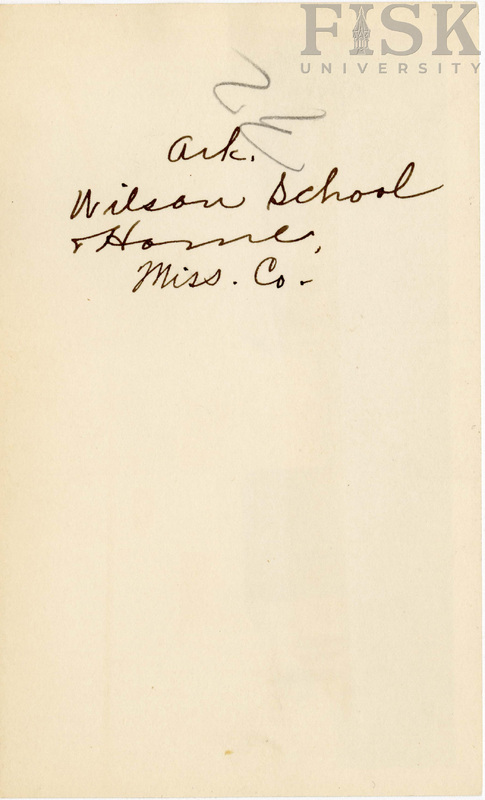 FISK
UNIVERSITY
Ark.
Wilson School
& Home,
Miss. Co.